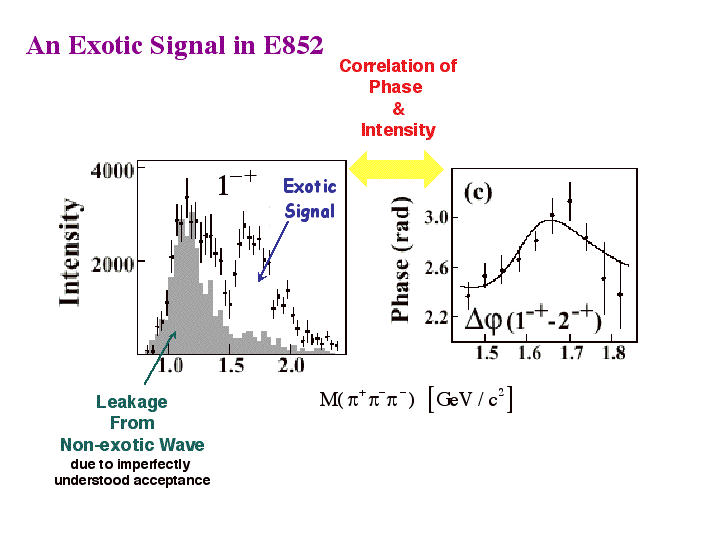 An Exotic Signal in E852
Correlation of
Phase
&
Intensity
4000
2000
Intensity
1⁻⁺
Exotic
Signal
1.0 1.5 2.0
Phase (rad)
(c)
3.0
2.6
2.2
Δφ(1⁻⁺-2⁻⁺)
1.5 1.6 1.7 1.8
M(π⁺π⁻π⁻) [GeV / c²]
Leakage
From
Non-exotic Wave
due to imperfectly
understood acceptance